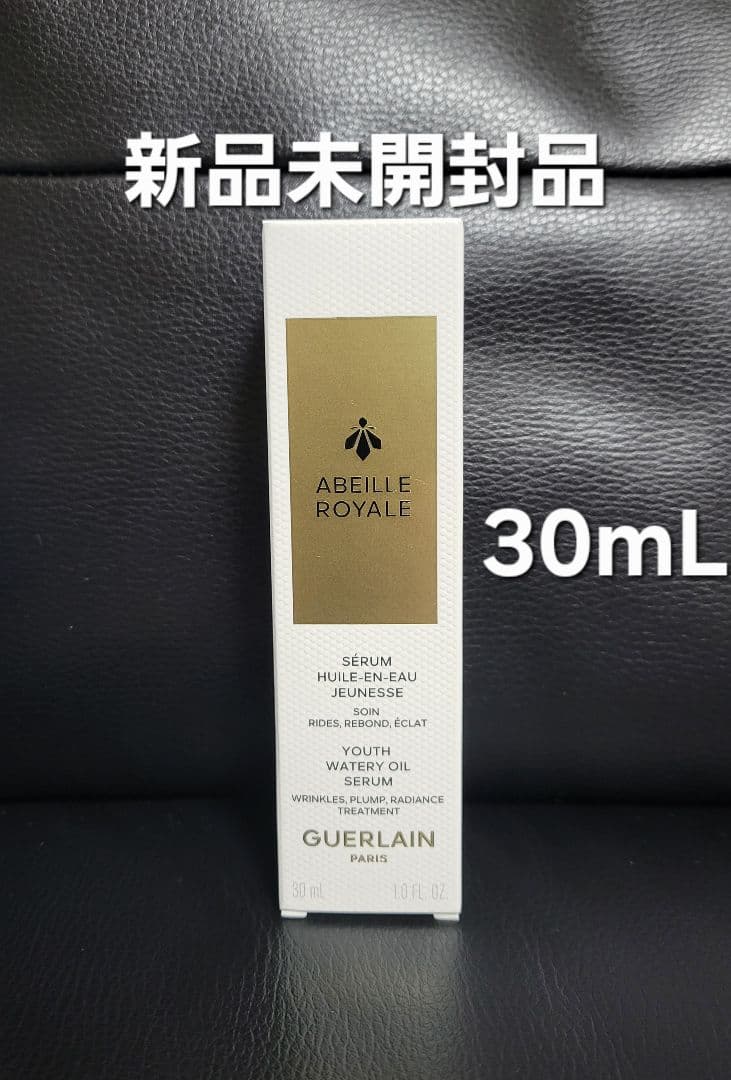 新品未開封品
ABEILLE
ROYALE
30mL
SÉRUM
HUILE-EN-EAU
JEUNESSE
SOIN
RIDES, REBOND, ÉCLAT
YOUTH
WATERY OIL
SERUM
WRINKLES, PLUMP, RADIANCE
TREATMENT
GUERLAIN
PARIS
30 mL 1.0 FL. OZ.